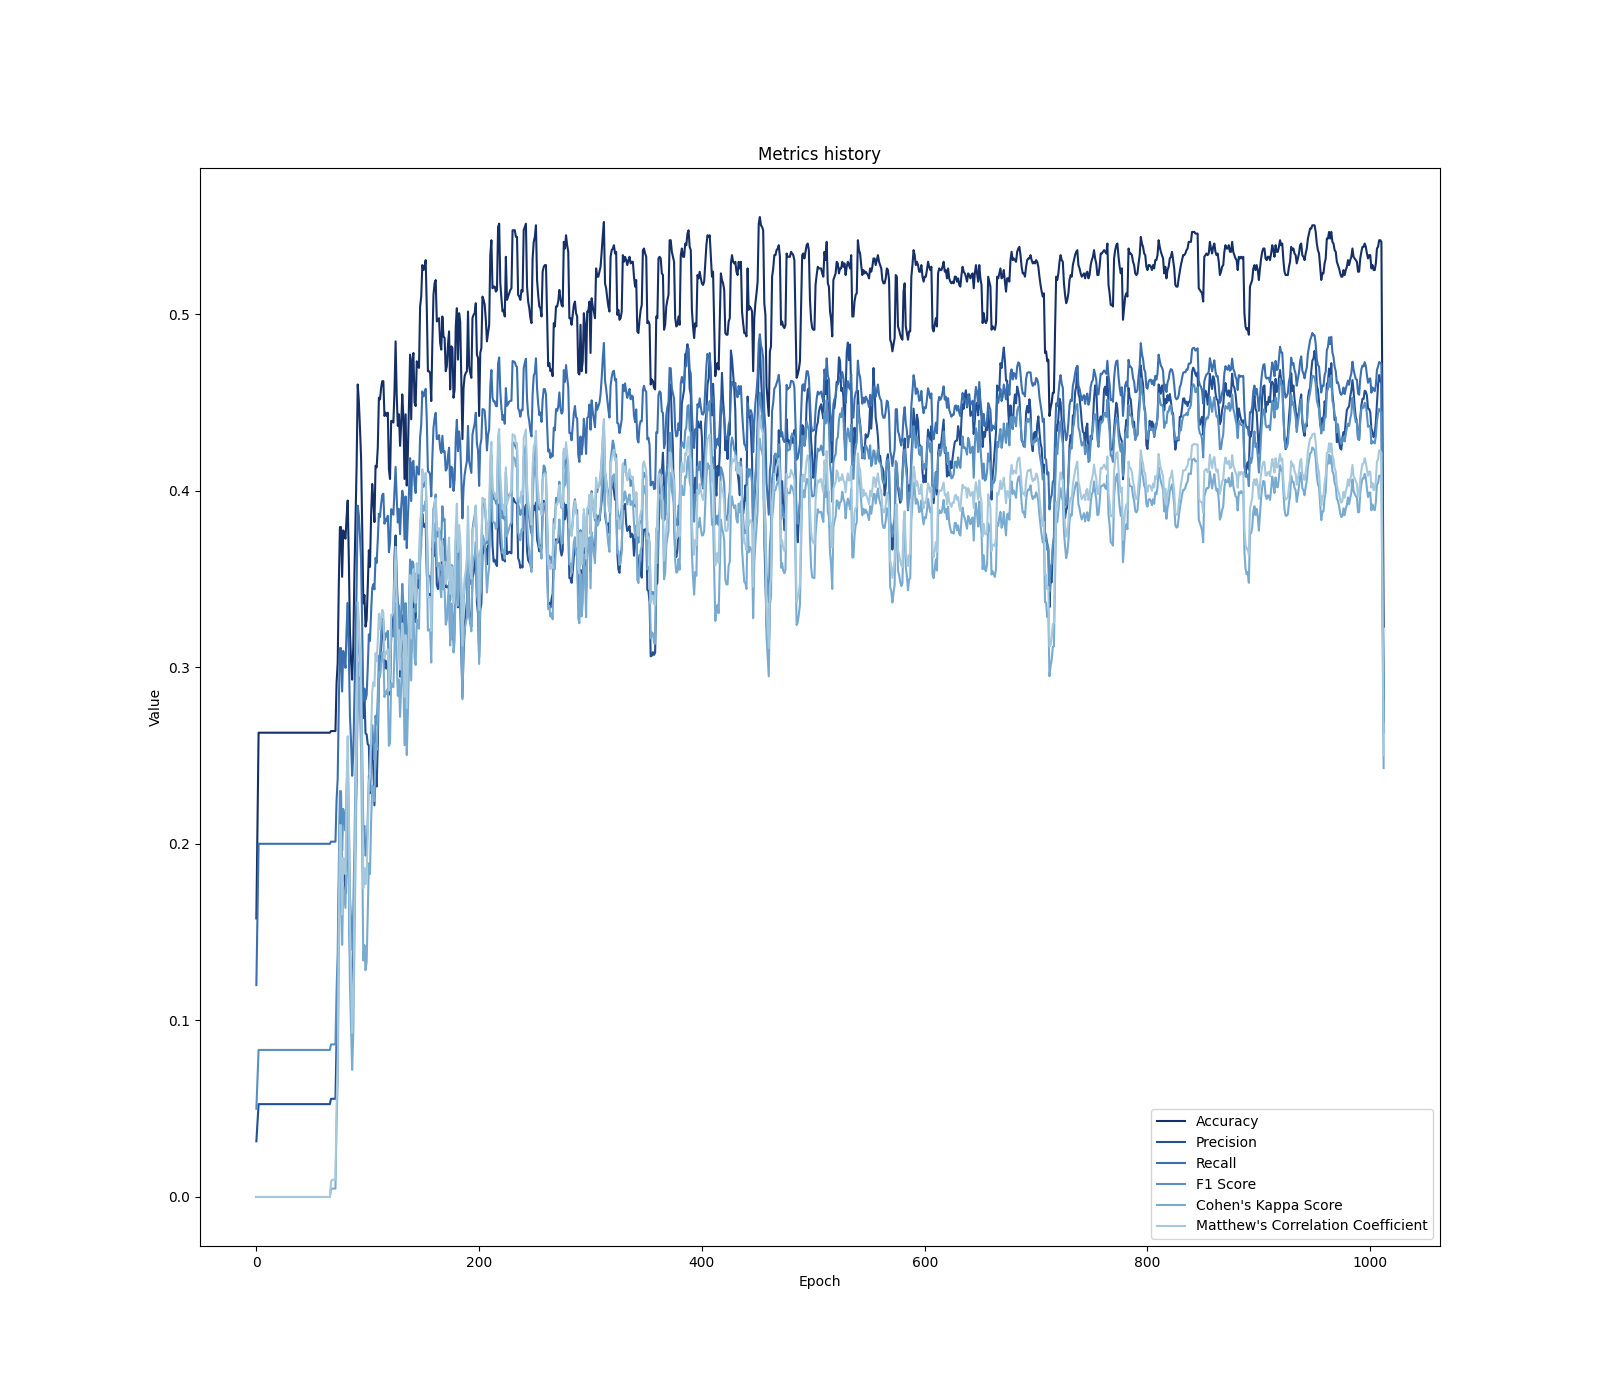 Metrics history
Value
0.5
0.4
0.3
0.2
0.1
0.0
0 200 400 600 800 1000
Epoch
Accuracy
Precision
Recall
F1 Score
Cohen's Kappa Score
Matthew's Correlation Coefficient